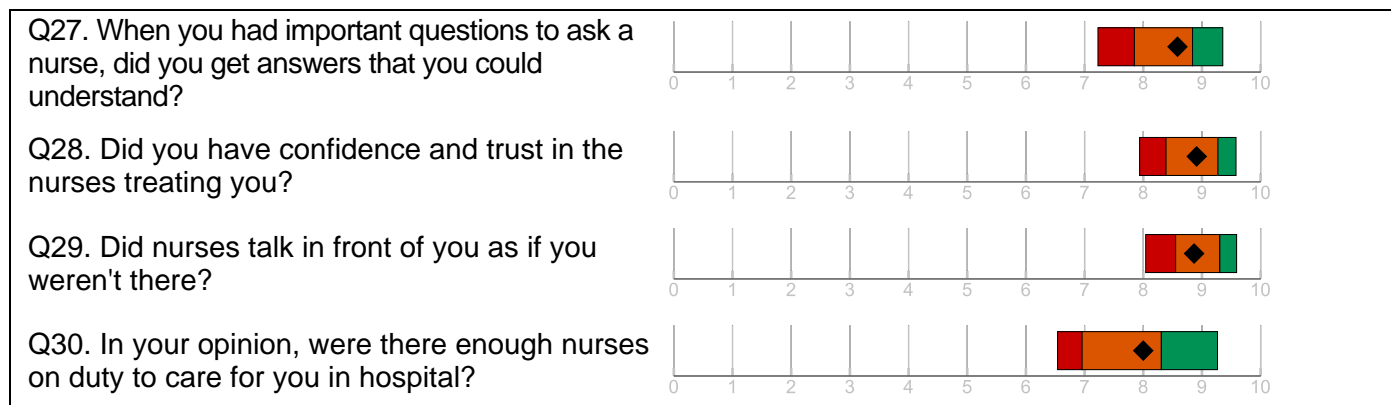 Q27. When you had important questions to ask a
nurse, did you get answers that you could
understand?
0 1 2 3 4 5 6 7 8 9 10
Q28. Did you have confidence and trust in the
nurses treating you?
0 1 2 3 4 5 6 7 8 9 10
Q29. Did nurses talk in front of you as if you
weren't there?
0 1 2 3 4 5 6 7 8 9 10
Q30. In your opinion, were there enough nurses
on duty to care for you in hospital?
0 1 2 3 4 5 6 7 8 9 10